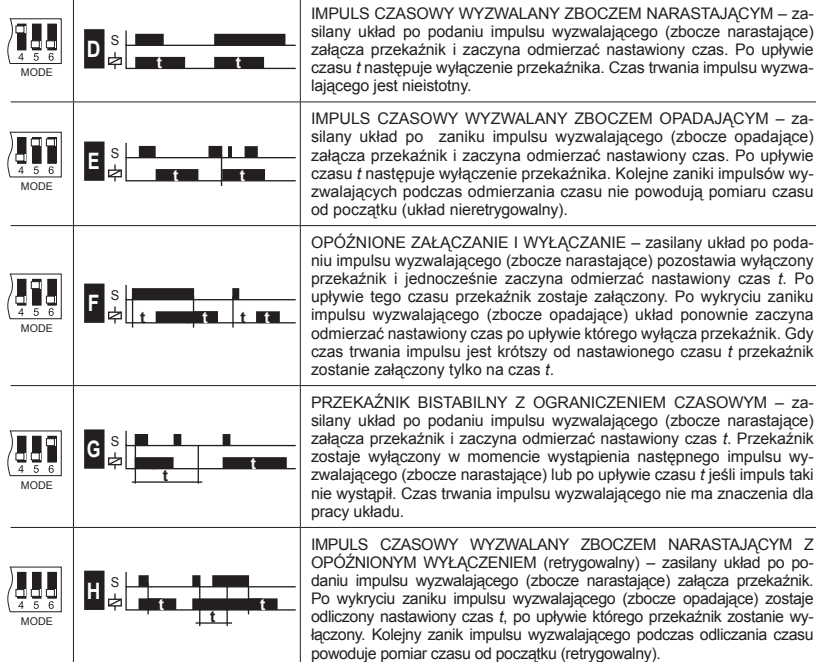 4 5 6
MODE
D
S
t t
IMPULS CZASOWY WYZWALANY ZBOCZEM NARASTAJĄCYM – za-
silany układ po podaniu impulsu wyzwalającego (zbocze narastające)
załącza przekaźnik i zaczyna odmierzać nastawiony czas. Po upływie
czasu t następuje wyłączenie przekaźnika. Czas trwania impulsu wyzwa-
lającego jest nieistotny.
4 5 6
MODE
E
S
t t
IMPULS CZASOWY WYZWALANY ZBOCZEM OPADAJĄCYM – za-
silany układ po zaniku impulsu wyzwalającego (zbocze opadające)
załącza przekaźnik i zaczyna odmierzać nastawiony czas. Po upływie
czasu t następuje wyłączenie przekaźnika. Kolejne zaniki impulsów wy-
zwalających podczas odmierzania czasu nie powodują pomiaru czasu
od początku (układ nieretrygowalny).
4 5 6
MODE
F
S
t t t t
OPÓŹNIONE ZAŁĄCZANIE I WYŁĄCZANIE – zasilany układ po poda-
niu impulsu wyzwalającego (zbocze narastające) pozostawia wyłączony
przekaźnik i jednocześnie zaczyna odmierzać nastawiony czas t. Po
upływie tego czasu przekaźnik zostaje załączony. Po wykryciu zaniku
impulsu wyzwalającego (zbocze opadające) układ ponownie zaczyna
odmierzać nastawiony czas po upływie którego wyłącza przekaźnik. Gdy
czas trwania impulsu jest krótszy od nastawionego czasu t przekaźnik
zostanie załączony tylko na czas t.
4 5 6
MODE
G
S
t
t
PRZEKAŹNIK BISTABILNY Z OGRANICZENIEM CZASOWYM – za-
silany układ po podaniu impulsu wyzwalającego (zbocze narastające)
załącza przekaźnik i zaczyna odmierzać nastawiony czas t. Przekaźnik
zostaje wyłączony w momencie wystąpienia następnego impulsu wy-
zwalającego (zbocze narastające) lub po upływie czasu t jeśli impuls taki
nie wystąpił. Czas trwania impulsu wyzwalającego nie ma znaczenia dla
pracy układu.
4 5 6
MODE
H
S
t t
t
IMPULS CZASOWY WYZWALANY ZBOCZEM NARASTAJĄCYM Z
OPÓŹNIONYM WYŁĄCZENIEM (retrygowalny) – zasilany układ po po-
daniu impulsu wyzwalającego (zbocze narastające) załącza przekaźnik.
Po wykryciu zaniku impulsu wyzwalającego (zbocze opadające) zostaje
odliczony nastawiony czas t, po upływie którego przekaźnik zostanie wy-
łączony. Kolejny zanik impulsu wyzwalającego podczas odliczania czasu
powoduje pomiar czasu od początku (retrygowalny).